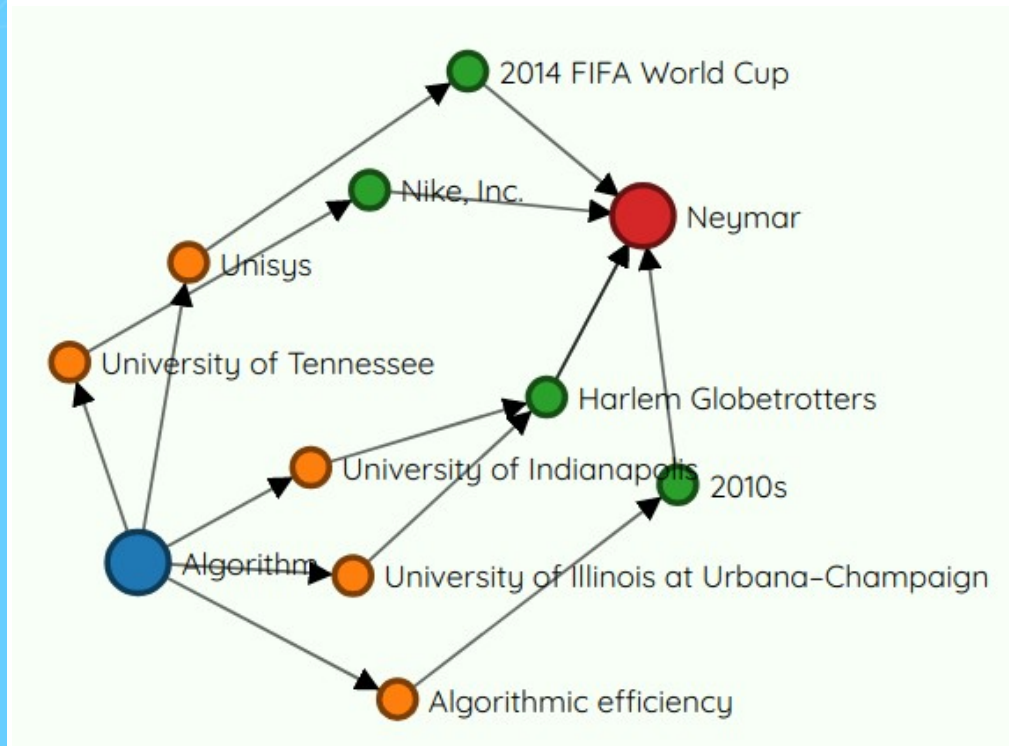 2014 FIFA World Cup
Nike, Inc.
Neymar
Unisys
University of Tennessee
Harlem Globetrotters
University of Indianapolis
2010s
Algorithm
University of Illinois at Urbana–Champaign
Algorithmic efficiency